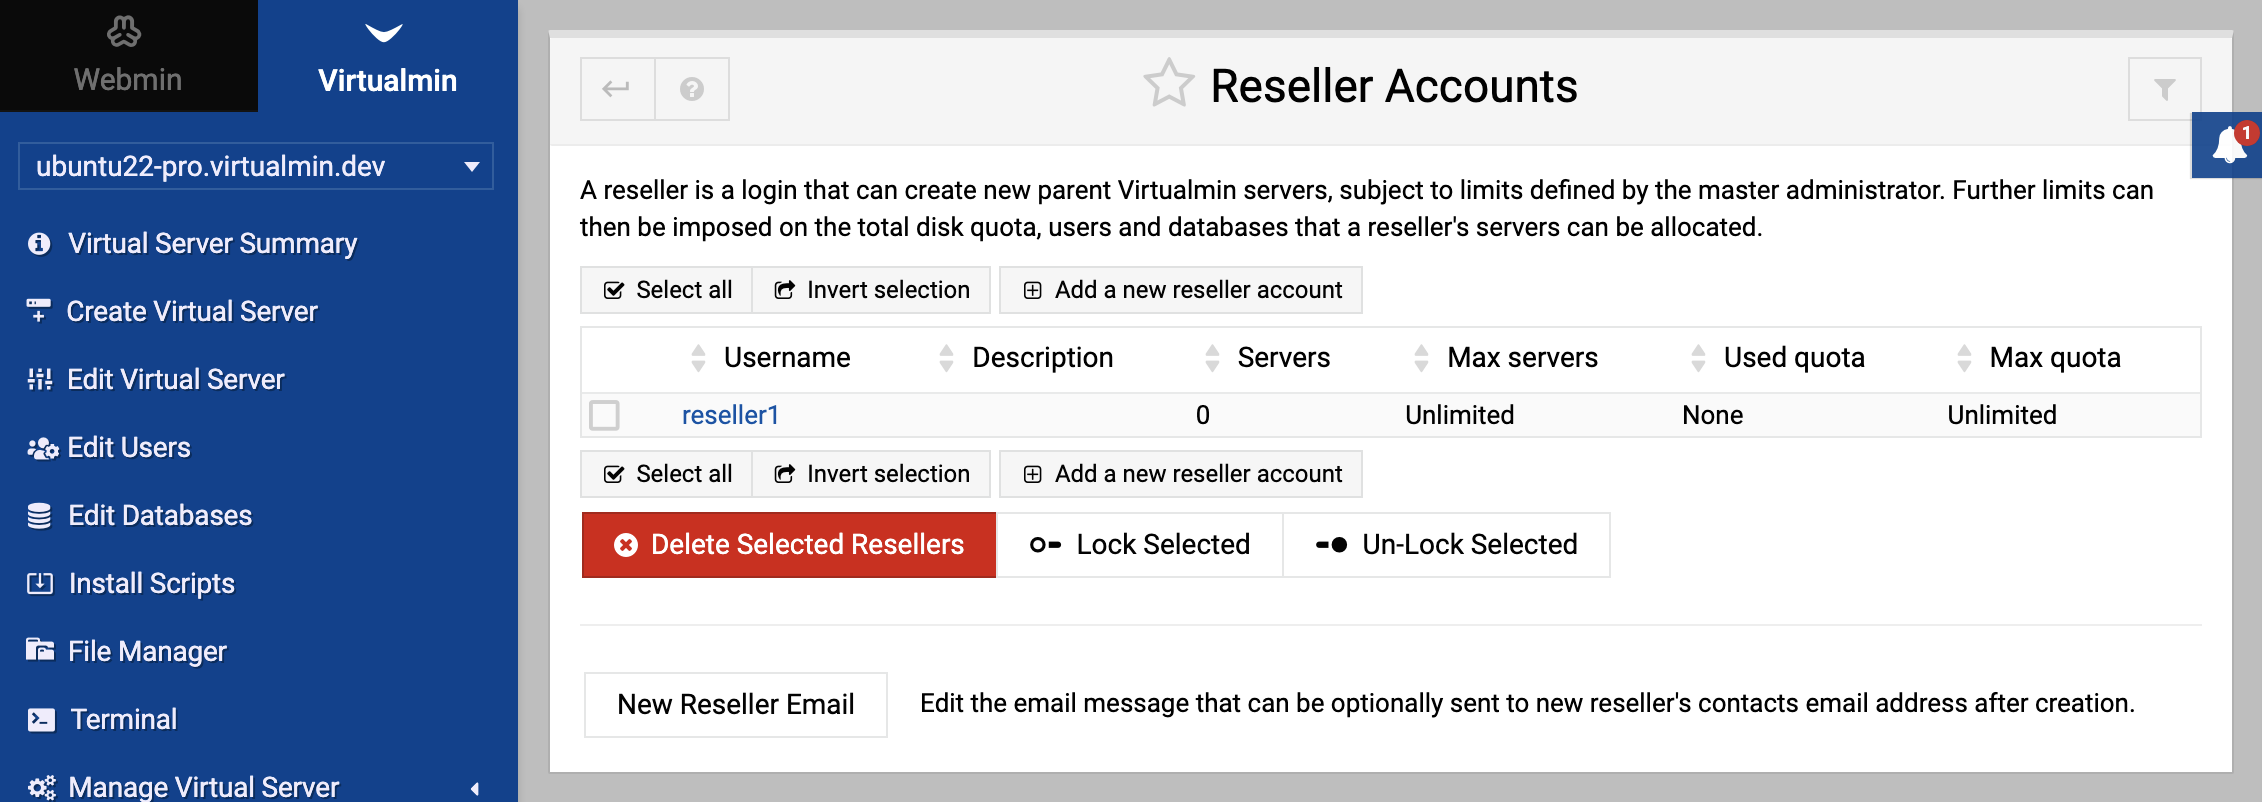 Webmin
Virtualmin
ubuntu22-pro.virtualmin.dev
Virtual Server Summary
Create Virtual Server
Edit Virtual Server
Edit Users
Edit Databases
Install Scripts
File Manager
Terminal
Manage Virtual Server
Reseller Accounts
1
A reseller is a login that can create new parent Virtualmin servers, subject to limits defined by the master administrator. Further limits can
then be imposed on the total disk quota, users and databases that a reseller's servers can be allocated.
Select all Invert selection Add a new reseller account
Username Description Servers Max servers Used quota Max quota
reseller1 0 Unlimited None Unlimited
Select all Invert selection Add a new reseller account
Delete Selected Resellers Lock Selected Un-Lock Selected
New Reseller Email Edit the email message that can be optionally sent to new reseller's contacts email address after creation.